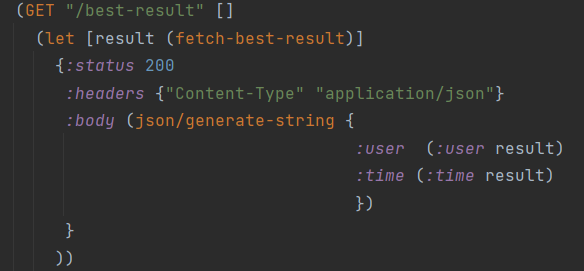 (GET "/best-result" []
(let [result (fetch-best-result)]
{:status 200
:headers {"Content-Type" "application/json"}
:body (json/generate-string {
:user  (:user result)
:time (:time result)
})
}
))